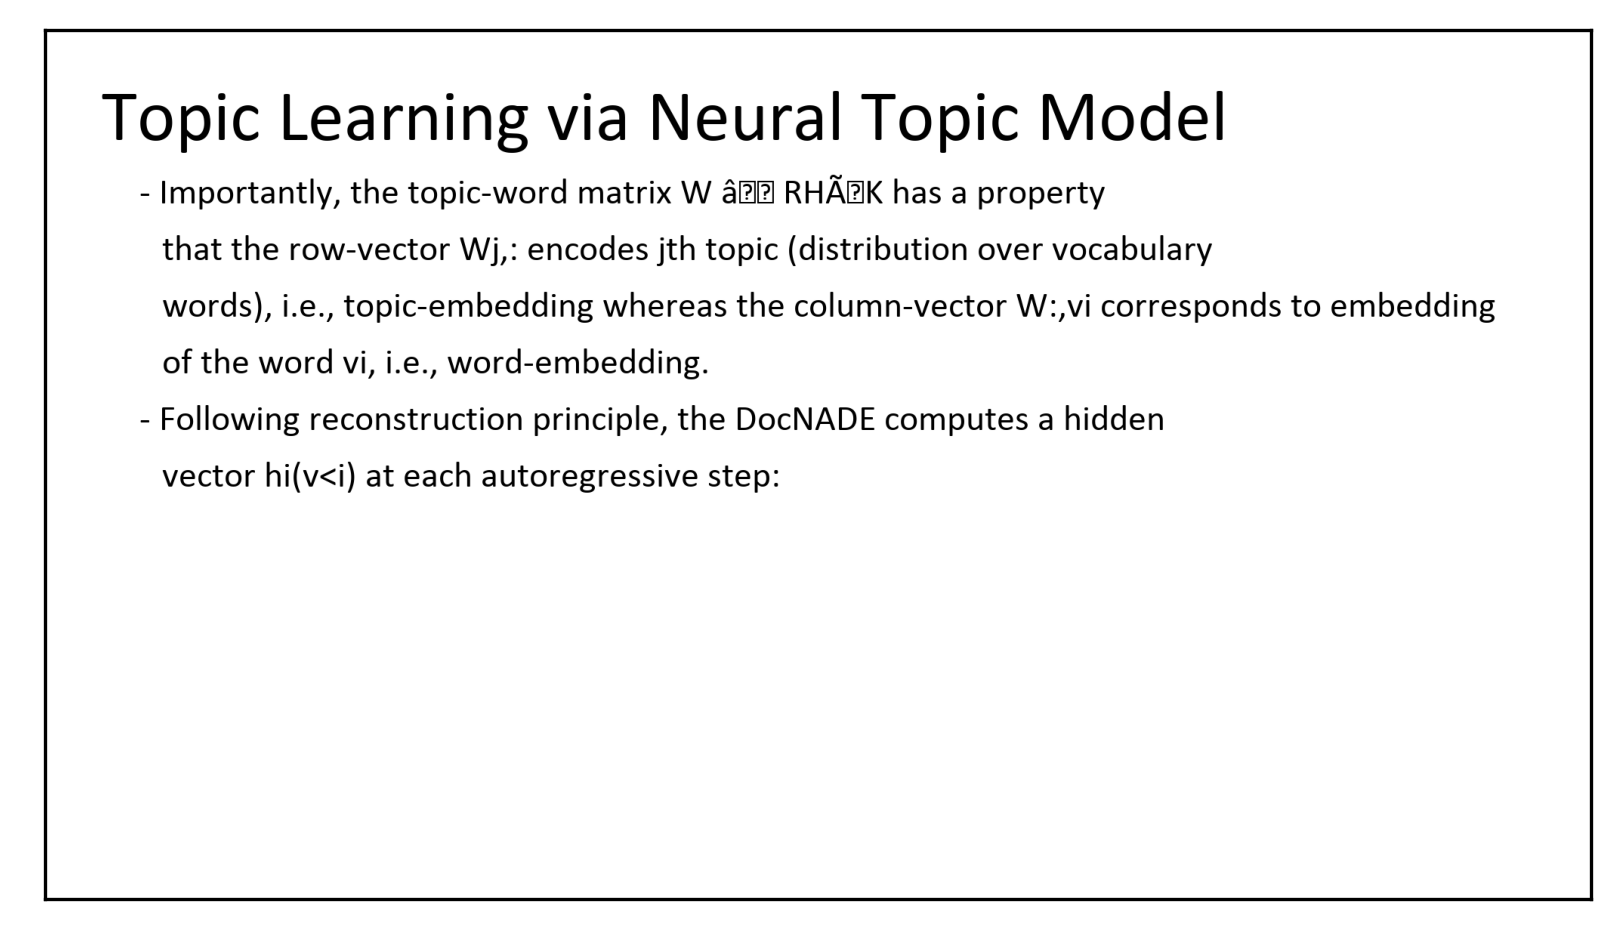 Topic Learning via Neural Topic Model
- Importantly, the topic-word matrix W â�� RHÃ�K has a property
that the row-vector Wj,: encodes jth topic (distribution over vocabulary
words), i.e., topic-embedding whereas the column-vector W:,vi corresponds to embedding
of the word vi, i.e., word-embedding.
- Following reconstruction principle, the DocNADE computes a hidden
vector hi(v<i) at each autoregressive step: